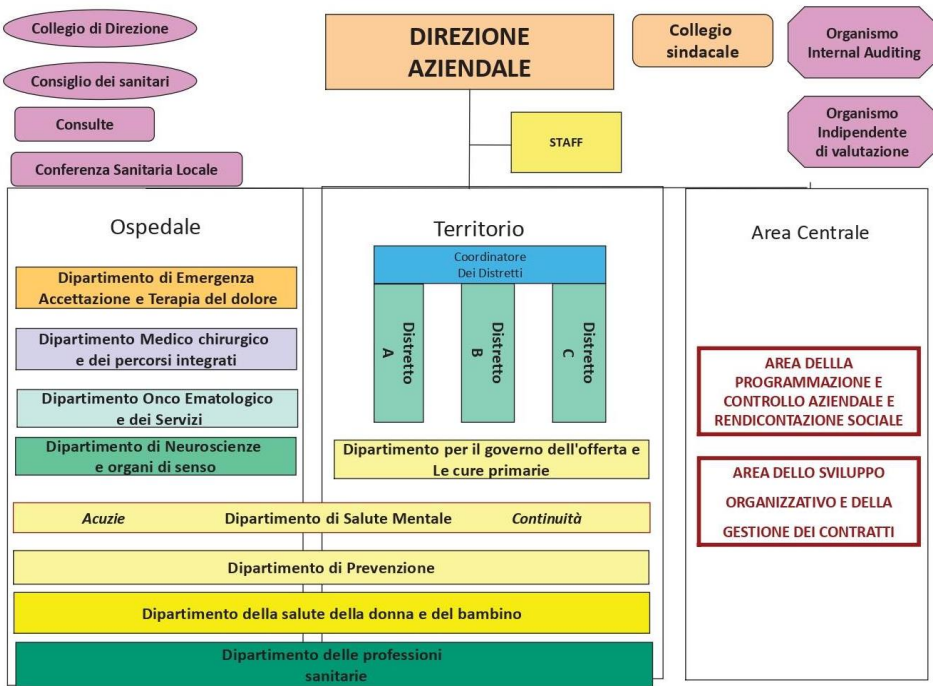 Collegio di Direzione
Consiglio dei sanitari
Consulte
Conferenza Sanitaria Locale
DIREZIONE
AZIENDALE
Collegio
sindacale
Organismo
Internal Auditing
Organismo
Indipendente
di valutazione
STAFF
Ospedale
Dipartimento di Emergenza
Accettazione e Terapia del dolore
Dipartimento Medico chirurgico
e dei percorsi integrati
Dipartimento Onco Ematologico
e dei Servizi
Dipartimento di Neuroscienze
e organi di senso
Territorio
Coordinatore
Dei Distretti
Distretto
A
Distretto
B
Distretto
C
Dipartimento per il governo dell'offerta e
Le cure primarie
Acuzie Dipartimento di Salute Mentale Continuità
Dipartimento di Prevenzione
Dipartimento della salute della donna e del bambino
Dipartimento delle professioni
sanitarie
Area Centrale
AREA DELLLA
PROGRAMMAZIONE E
CONTROLLO AZIENDALE E
RENDICONTAZIONE SOCIALE
AREA DELLO SVILUPPO
ORGANIZZATIVO E DELLA
GESTIONE DEI CONTRATTI